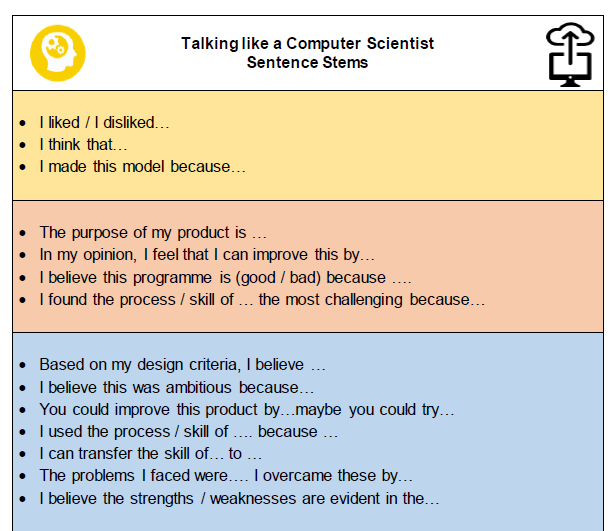 Talking like a Computer Scientist
Sentence Stems
• I liked / I disliked…
• I think that…
• I made this model because…
• The purpose of my product is …
• In my opinion, I feel that I can improve this by…
• I believe this programme is (good / bad) because ….
• I found the process / skill of … the most challenging because…
• Based on my design criteria, I believe …
• I believe this was ambitious because…
• You could improve this product by…maybe you could try…
• I used the process / skill of …. because …
• I can transfer the skill of… to …
• The problems I faced were…. I overcame these by…
• I believe the strengths / weaknesses are evident in the…